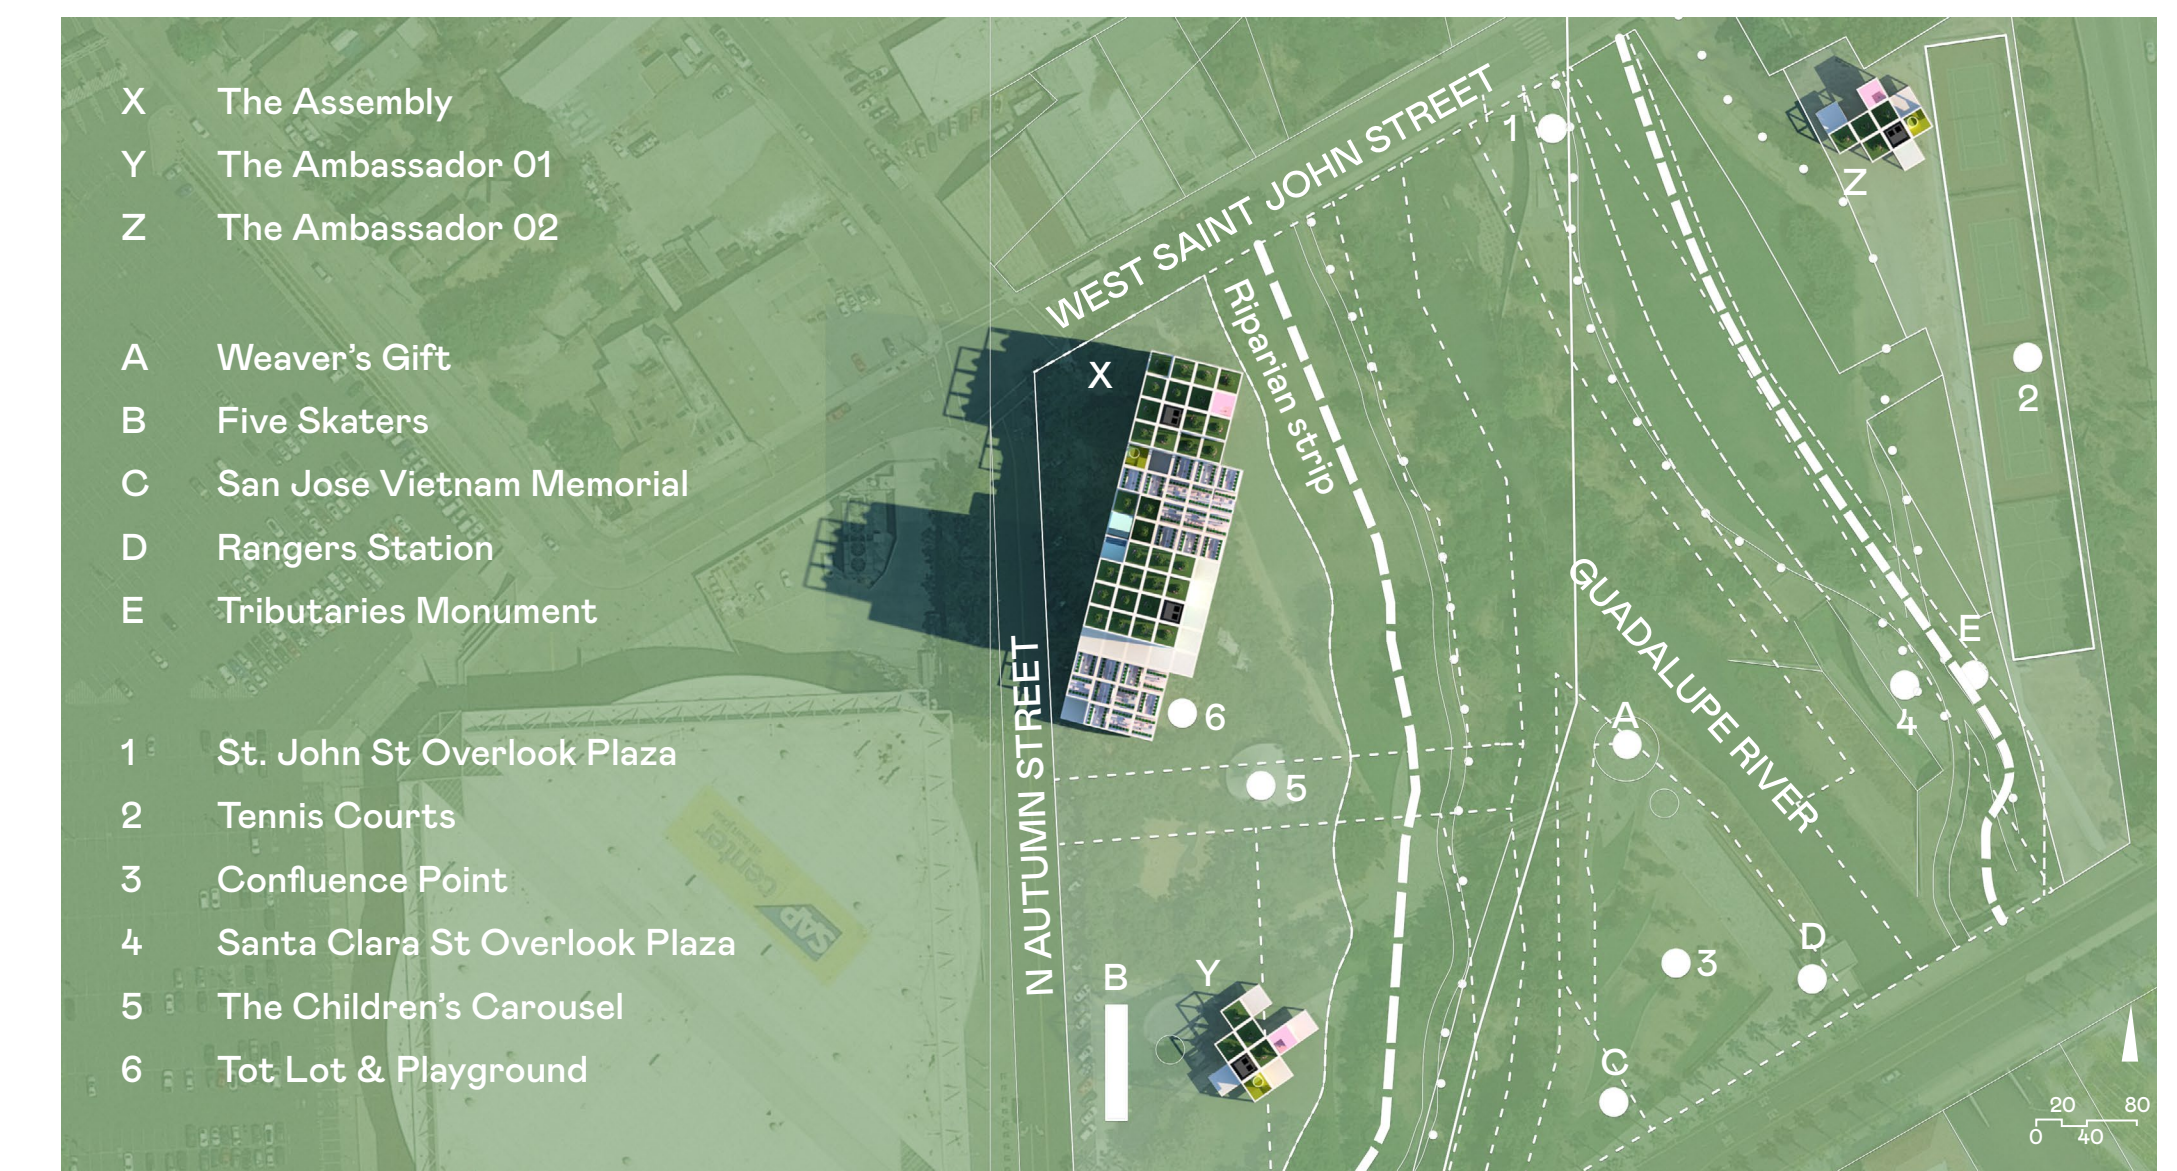 X The Assembly
Y The Ambassador 01
Z The Ambassador 02
A Weaver's Gift
B Five Skaters
C San Jose Vietnam Memorial
D Rangers Station
E Tributaries Monument
1 St. John St Overlook Plaza
2 Tennis Courts
3 Confluence Point
4 Santa Clara St Overlook Plaza
5 The Children's Carousel
6 Tot Lot & Playground
WEST SAINT JOHN STREET
1
Z
Riparian strip
X
2
GUADALUPE RIVER
E
N AUTUMN STREET
6
A
4
5
SAP
Center
B
Y
3
D
C
20 80
0 40